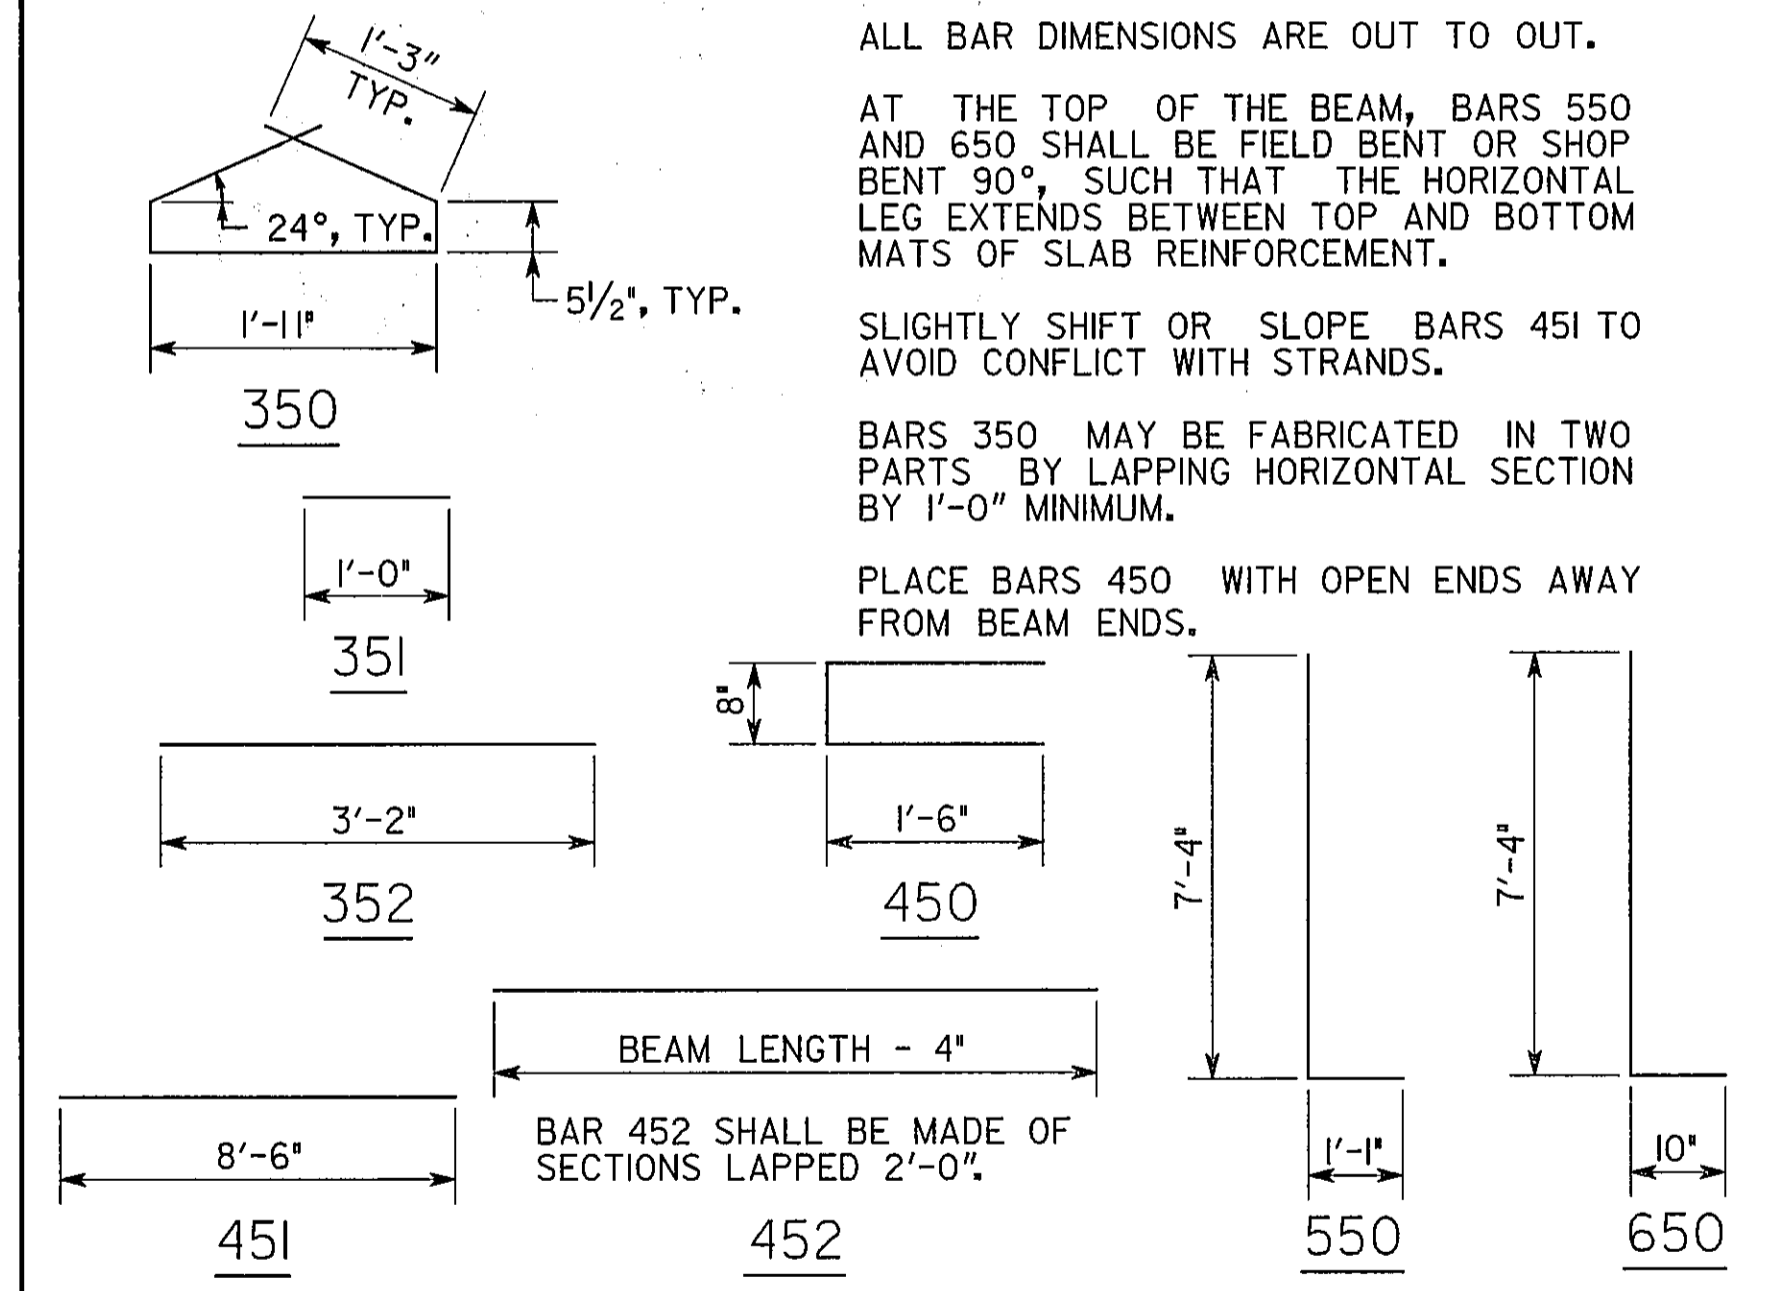 1'-3"
TYP.
24°, TYP.
5½", TYP.
1'-11"
350
1'-0"
351
3'-2"
352
ALL BAR DIMENSIONS ARE OUT TO OUT.
AT THE TOP OF THE BEAM, BARS 550
AND 650 SHALL BE FIELD BENT OR SHOP
BENT 90°, SUCH THAT THE HORIZONTAL
LEG EXTENDS BETWEEN TOP AND BOTTOM
MATS OF SLAB REINFORCEMENT.
SLIGHTLY SHIFT OR SLOPE BARS 451 TO
AVOID CONFLICT WITH STRANDS.
BARS 350 MAY BE FABRICATED IN TWO
PARTS BY LAPPING HORIZONTAL SECTION
BY 1'-0" MINIMUM.
PLACE BARS 450 WITH OPEN ENDS AWAY
FROM BEAM ENDS.
8"
1'-6"
450
8'-6"
451
BEAM LENGTH - 4"
BAR 452 SHALL BE MADE OF
SECTIONS LAPPED 2'-0".
452
7'-4"
1'-1"
550
7'-4"
10"
650